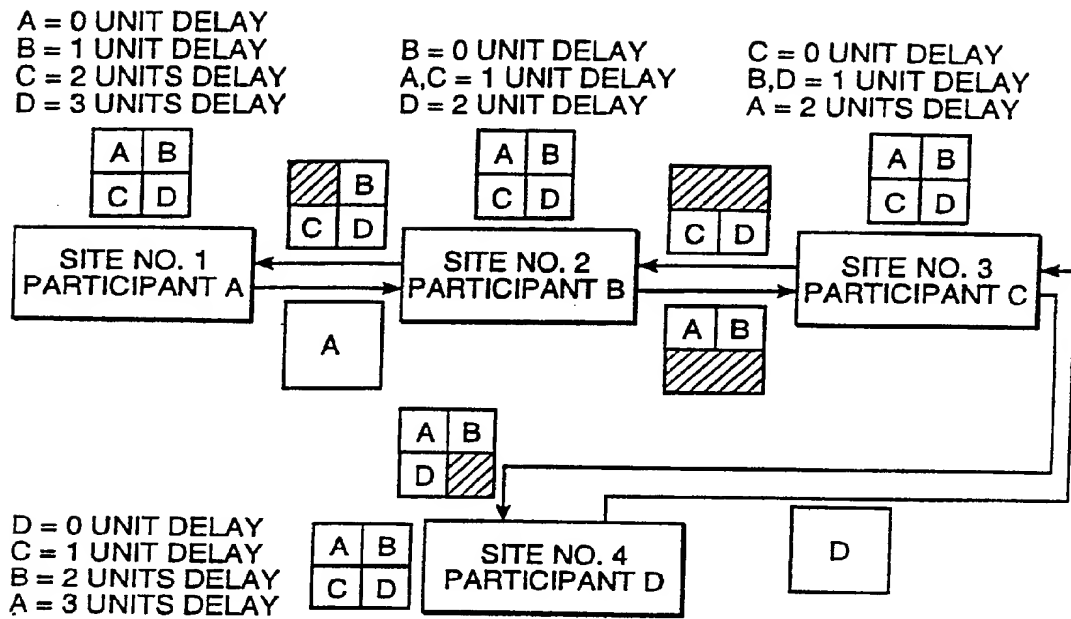 A = 0 UNIT DELAY
B = 1 UNIT DELAY
C = 2 UNITS DELAY
D = 3 UNITS DELAY
B = 0 UNIT DELAY
A,C = 1 UNIT DELAY
D = 2 UNIT DELAY
C = 0 UNIT DELAY
B,D = 1 UNIT DELAY
A = 2 UNITS DELAY
A B
C D
B
C D
A B
C D
C D
A B
C D
SITE NO. 1
PARTICIPANT A
SITE NO. 2
PARTICIPANT B
SITE NO. 3
PARTICIPANT C
A
A B
A B
D
D = 0 UNIT DELAY
C = 1 UNIT DELAY
B = 2 UNITS DELAY
A = 3 UNITS DELAY
A B
C D
SITE NO. 4
PARTICIPANT D
D